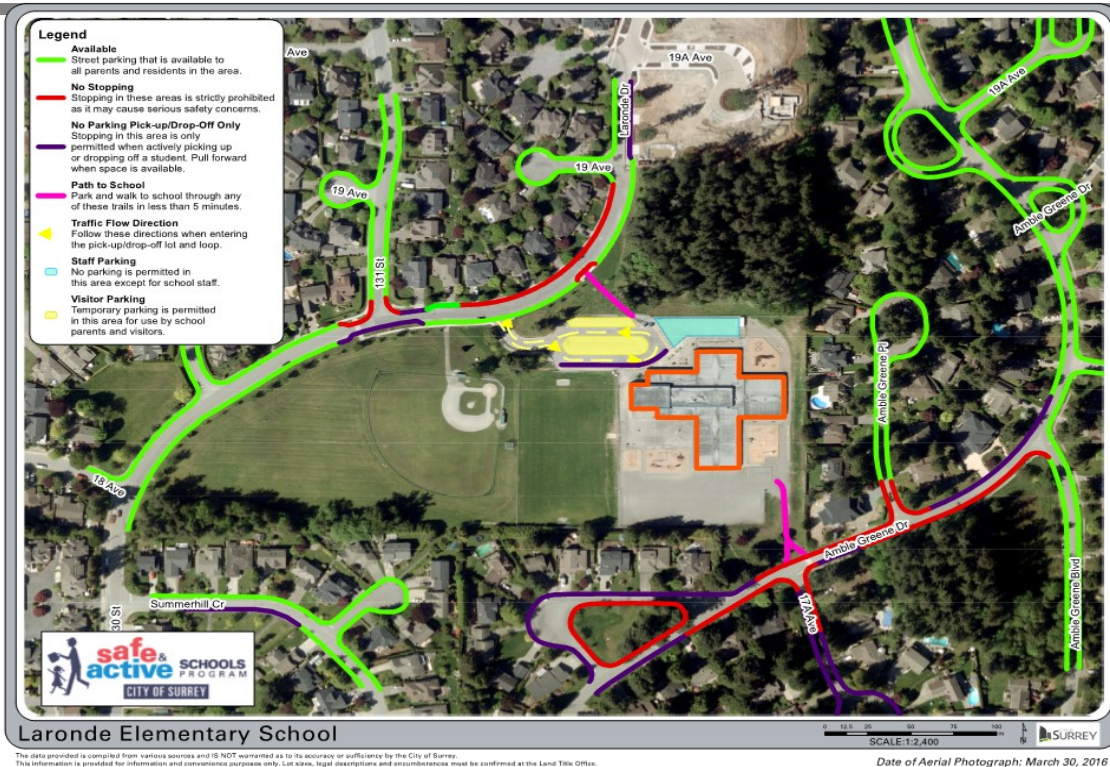 Legend
Available
Street parking that is available to
all parents and residents in the area.
No Stopping
Stopping in these areas is strictly prohibited
as it may cause serious safety concerns.
No Parking Pick-up/Drop-Off Only
Stopping in this area is only
permitted when actively picking up
or dropping off a student. Pull forward
when space is available.
Path to School
Park and walk to school through any
of these trails in less than 5 minutes.
Traffic Flow Direction
Follow these directions when entering
the pick-up/drop-off lot and loop.
Staff Parking
No parking is permitted in
this area except for school staff.
Visitor Parking
Temporary parking is permitted
in this area for use by school
parents and visitors.
Ave
19A Ave
19A Ave
Laronde Dr
19 Ave
19 Ave
Amble Greene Dr
131 St
Amble Greene Pl
18 Ave
Amble Greene Dr
Summerhill Cr
30 St
17A Ave
Amble Greene Blvd
safe &
active SCHOOLS
PROGRAM
CITY OF SURREY
Laronde Elementary School
0 12.5 25 50 75 100
SCALE:1:2,400
N
SURREY
The data provided is compiled from various sources and IS NOT warranted as to its accuracy or sufficiency by the City of Surrey.
This information is provided for information and convenience purposes only. Lot sizes, legal descriptions and encumbrances must be confirmed at the Land Title Office.
Date of Aerial Photograph: March 30, 2016